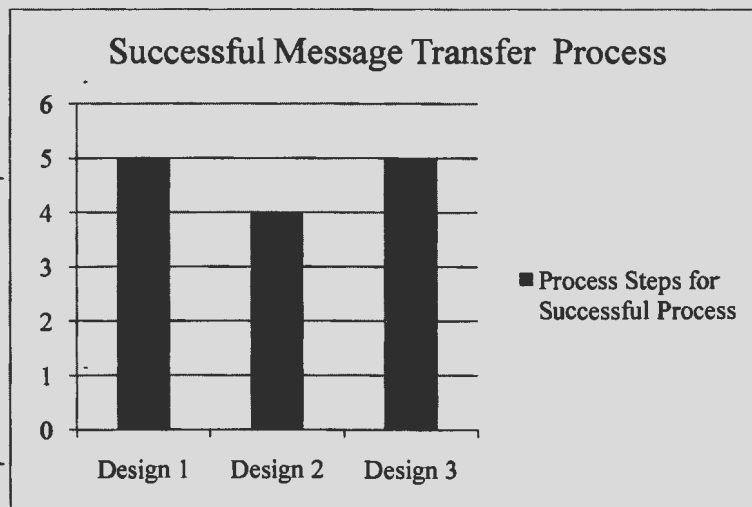 Successful Message Transfer Process
6
5
4
3
2
1
0
Design 1 Design 2 Design 3
Process Steps for
Successful Process